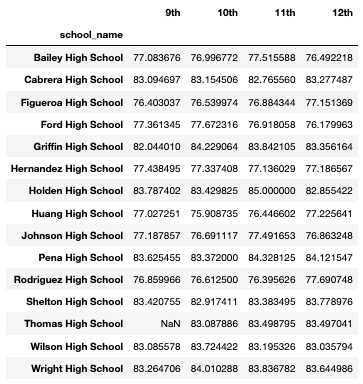 9th 10th 11th 12th
school_name
Bailey High School 77.083676 76.996772 77.515588 76.492218
Cabrera High School 83.094697 83.154506 82.765560 83.277487
Figueroa High School 76.403037 76.539974 76.884344 77.151369
Ford High School 77.361345 77.672316 76.918058 76.179963
Griffin High School 82.044010 84.229064 83.842105 83.356164
Hernandez High School 77.438495 77.337408 77.136029 77.186567
Holden High School 83.787402 83.429825 85.000000 82.855422
Huang High School 77.027251 75.908735 76.446602 77.225641
Johnson High School 77.187857 76.691117 77.491653 76.863248
Pena High School 83.625455 83.372000 84.328125 84.121547
Rodriguez High School 76.859966 76.612500 76.395626 77.690748
Shelton High School 83.420755 82.917411 83.383495 83.778976
Thomas High School NaN 83.087886 83.498795 83.497041
Wilson High School 83.085578 83.724422 83.195326 83.035794
Wright High School 83.264706 84.010288 83.836782 83.644986